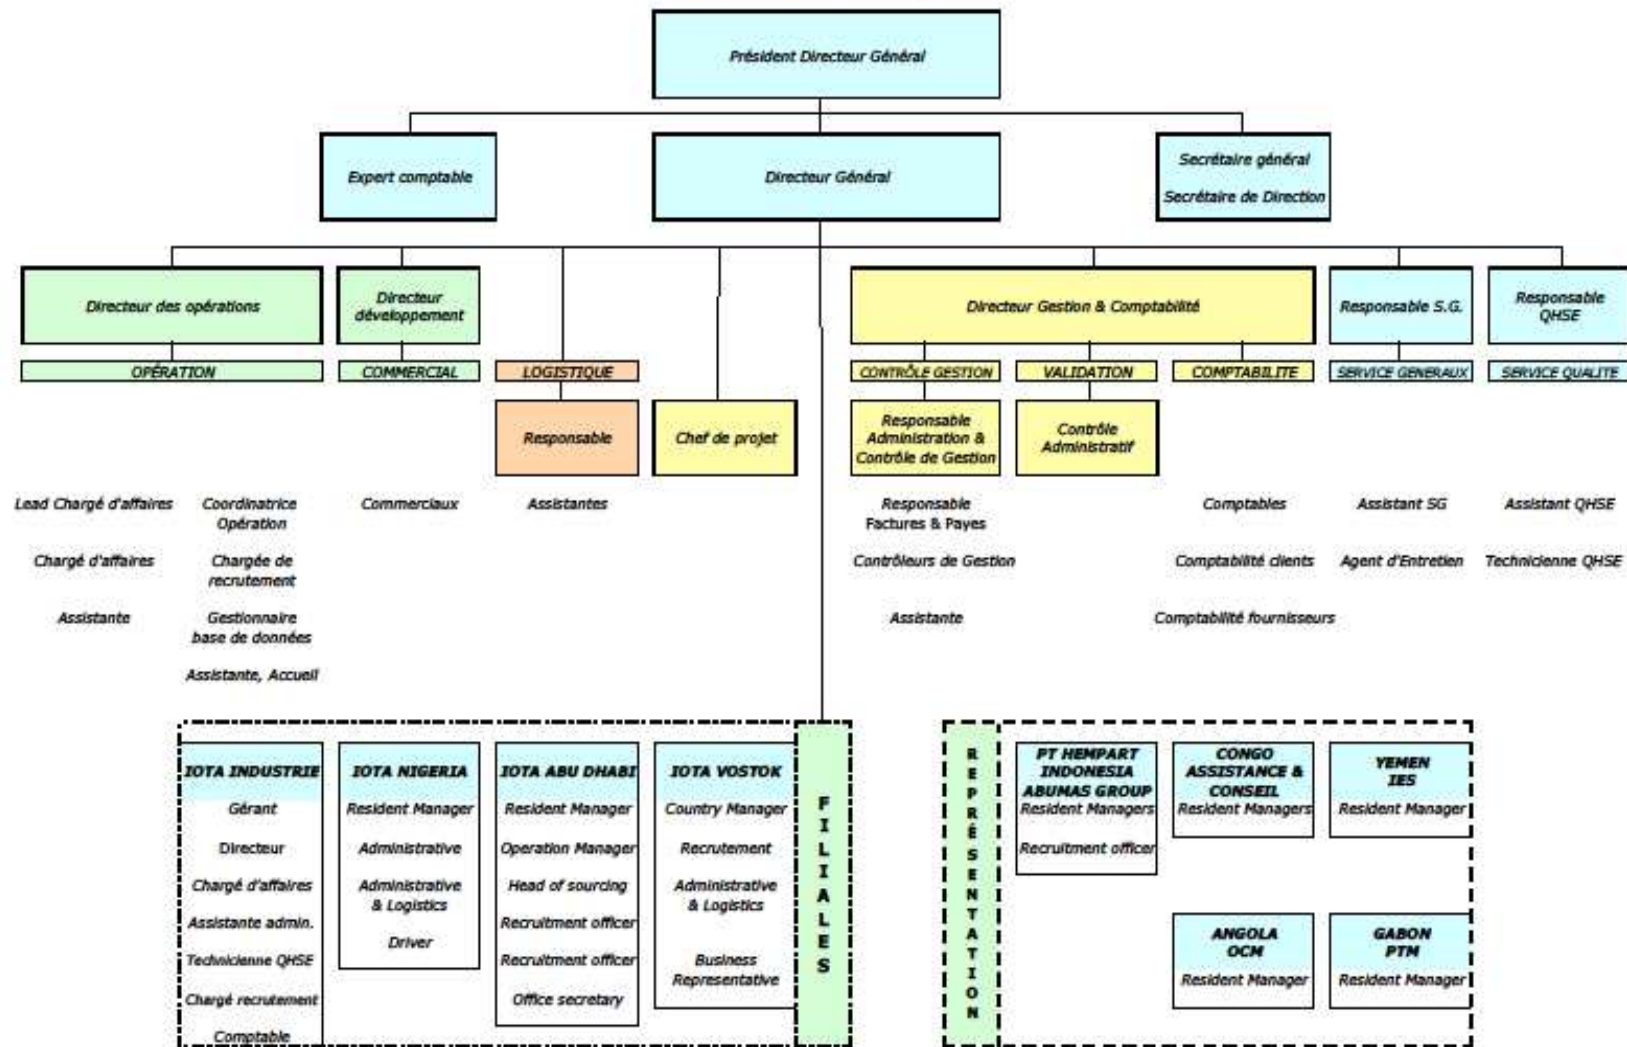 Président Directeur Général
Expert comptable
Directeur Général
Secrétaire général
Secrétaire de Direction
Directeur des opérations
Directeur
développement
Directeur Gestion & Comptabilité
Responsable S.G.
Responsable
QHSE
OPÉRATION
COMMERCIAL
LOGISTIQUE
CONTRÔLE GESTION
VALIDATION
COMPTABILITE
SERVICE GENERAUX
SERVICE QUALITE
Responsable
Chef de projet
Responsable
Administration &
Contrôle de Gestion
Contrôle
Administratif
Lead Chargé d'affaires
Chargé d'affaires
Assistante
Coordinatrice
Opération
Chargée de
recrutement
Gestionnaire
base de données
Assistante, Accueil
Commerciaux
Assistantes
Responsable
Factures & Payes
Contrôleurs de Gestion
Assistante
Comptables
Comptabilité clients
Comptabilité fournisseurs
Assistant SG
Agent d'Entretien
Assistant QHSE
Technicienne QHSE
IOTA INDUSTRIE
Gérant
Directeur
Chargé d'affaires
Assistante admin.
Technicienne QHSE
Chargé recrutement
Comptable
IOTA NIGERIA
Resident Manager
Administrative
Administrative
& Logistics
Driver
IOTA ABU DHABI
Resident Manager
Operation Manager
Head of sourcing
Recruitment officer
Recruitment officer
Office secretary
IOTA VOSTOK
Country Manager
Recrutement
Administrative
& Logistics
Business
Representative
FILIALES
REPRÉSENTATION
PT HEMPART
INDONESIA
ABUMAS GROUP
Resident Managers
Recruitment officer
CONGO
ASSISTANCE &
CONSEIL
Resident Managers
YEMEN
IES
Resident Manager
ANGOLA
OCM
Resident Manager
GABON
PTM
Resident Manager